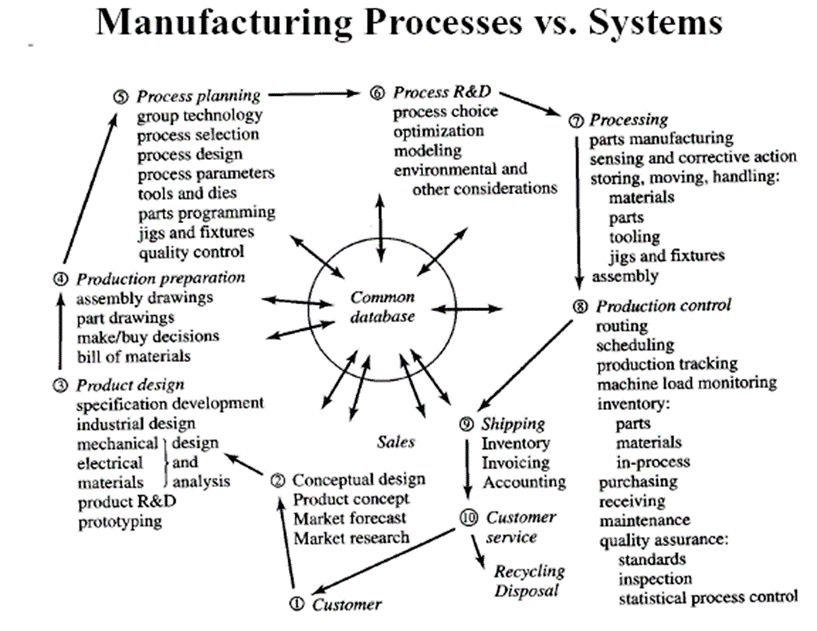 Manufacturing Processes vs. Systems
⑤ Process planning
group technology
process selection
process design
process parameters
tools and dies
parts programming
jigs and fixtures
quality control
⑥ Process R&D
process choice
optimization
modeling
environmental and
other considerations
⑦ Processing
parts manufacturing
sensing and corrective action
storing, moving, handling:
materials
parts
tooling
jigs and fixtures
assembly
④ Production preparation
assembly drawings
part drawings
make/buy decisions
bill of materials
Common
database
⑧ Production control
routing
scheduling
production tracking
machine load monitoring
inventory:
parts
materials
in-process
purchasing
receiving
maintenance
quality assurance:
standards
inspection
statistical process control
③ Product design
specification development
industrial design
mechanical design
electrical and
materials analysis
product R&D
prototyping
Sales
⑨ Shipping
Inventory
Invoicing
Accounting
② Conceptual design
Product concept
Market forecast
Market research
⑩ Customer
service
Recycling
Disposal
① Customer